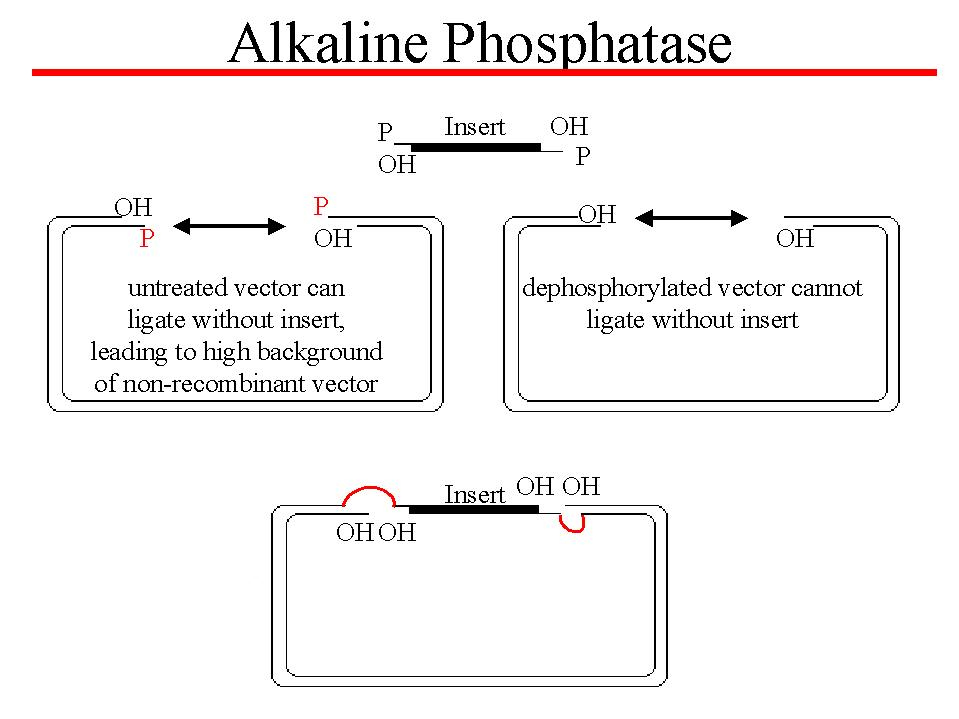 Alkaline Phosphatase
P Insert OH
OH P
OH P
P OH
untreated vector can
ligate without insert,
leading to high background
of non-recombinant vector
OH
OH
dephosphorylated vector cannot
ligate without insert
Insert OH OH
OH OH